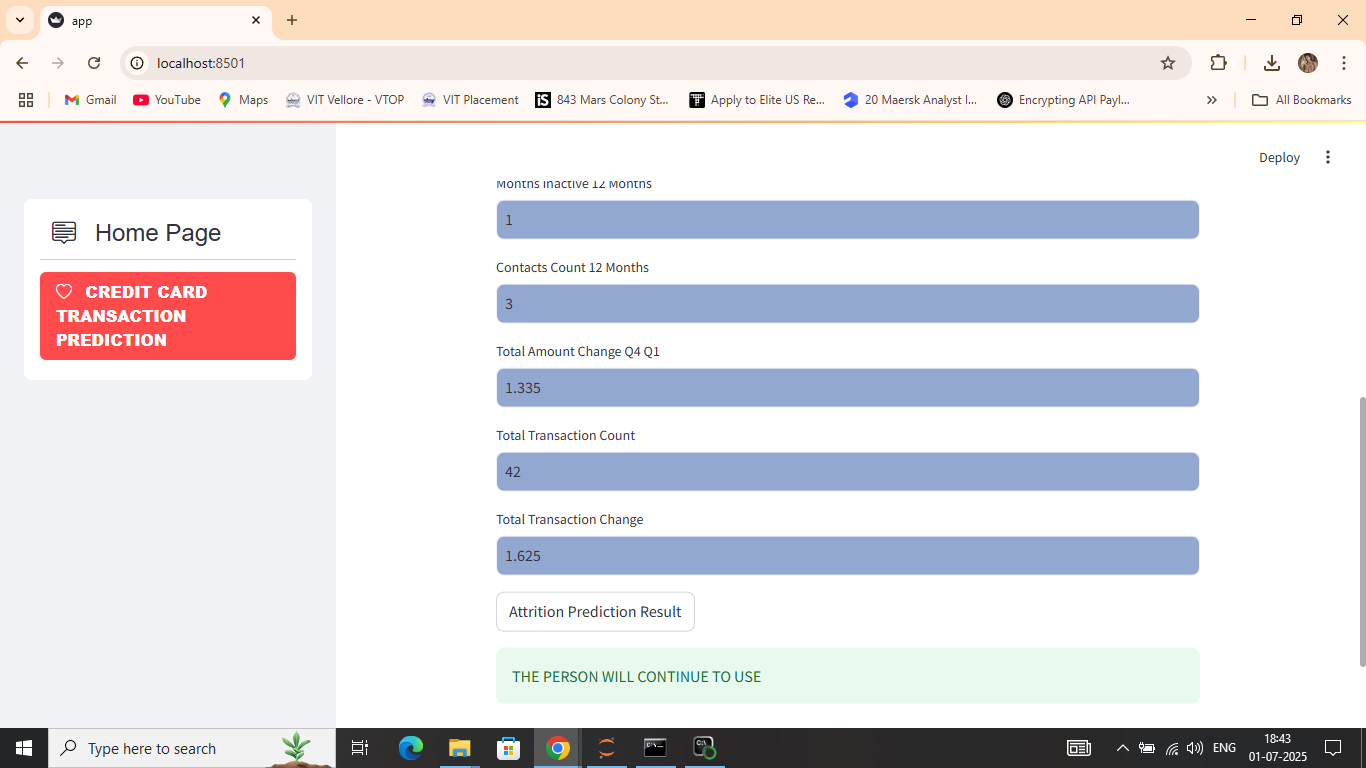 app
localhost:8501
Gmail
YouTube
Maps
VIT Vellore - VTOP
VIT Placement
843 Mars Colony St...
Apply to Elite US Re...
20 Maersk Analyst I...
Encrypting API Payl...
All Bookmarks
Deploy
Home Page
CREDIT CARD
TRANSACTION
PREDICTION
Months Inactive 12 Months
1
Contacts Count 12 Months
3
Total Amount Change Q4 Q1
1.335
Total Transaction Count
42
Total Transaction Change
1.625
Attrition Prediction Result
THE PERSON WILL CONTINUE TO USE
Type here to search
ENG
18:43
01-07-2025